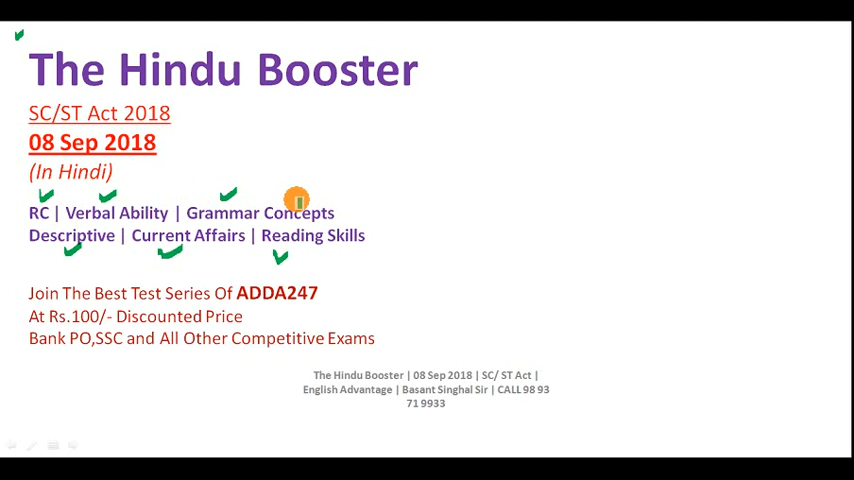 The Hindu Booster
SC/ST Act 2018
08 Sep 2018
(In Hindi)
RC | Verbal Ability | Grammar Concepts
Descriptive | Current Affairs | Reading Skills
Join The Best Test Series Of ADDA247
At Rs.100/- Discounted Price
Bank PO,SSC and All Other Competitive Exams
The Hindu Booster | 08 Sep 2018 | SC/ ST Act |
English Advantage | Basant Singhal Sir | CALL 98 93
71 9933